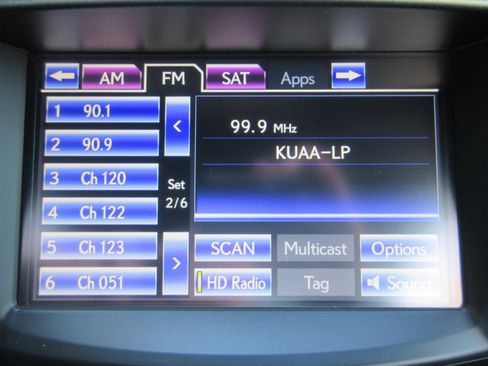 AM FM SAT Apps
1 90.1
2 90.9
3 Ch 120
4 Ch 122
5 Ch 123
6 Ch 051
<
Set
2/6
>
99.9 MHz
KUAA-LP
SCAN Multicast Options
HD Radio Tag Sound